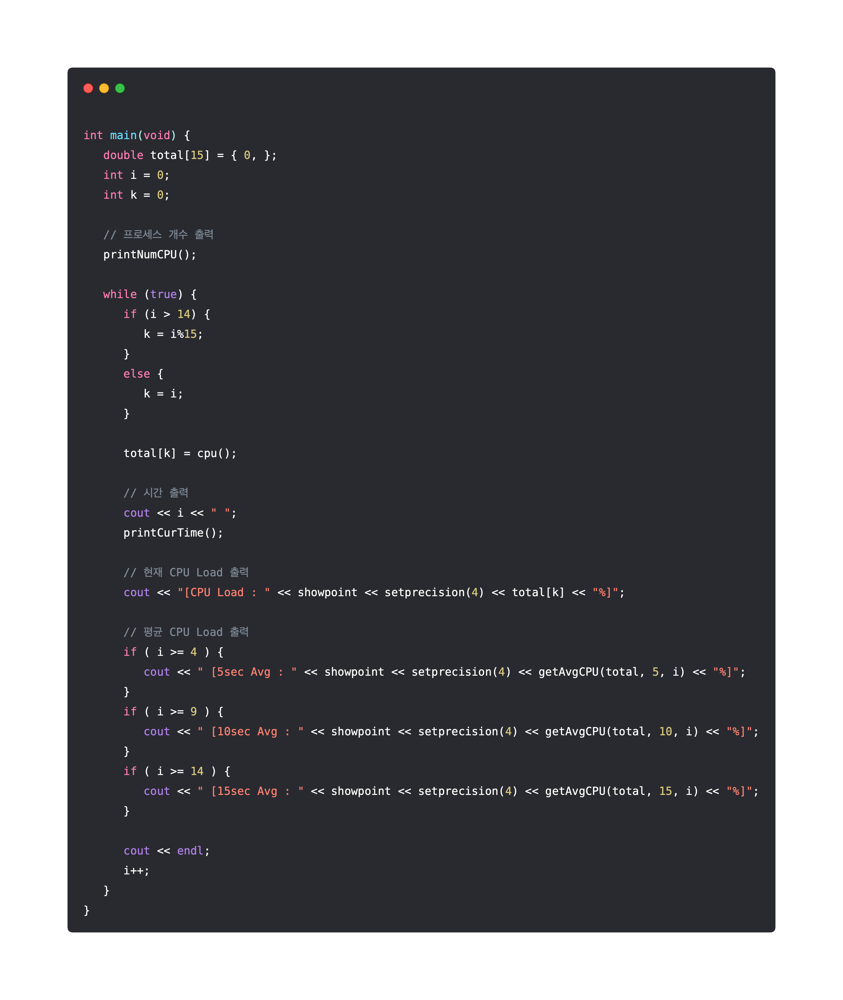 int main(void) {
   double total[15] = { 0, };
   int i = 0;
   int k = 0;

   // 프로세스 개수 출력
   printNumCPU();

   while (true) {
      if (i > 14) {
         k = i%15;
      }
      else {
         k = i;
      }

      total[k] = cpu();

      // 시간 출력
      cout << i << " ";
      printCurTime();

      // 현재 CPU Load 출력
      cout << "[CPU Load : " << showpoint << setprecision(4) << total[k] << "%]";

      // 평균 CPU Load 출력
      if ( i >= 4 ) {
         cout << " [5sec Avg : " << showpoint << setprecision(4) << getAvgCPU(total, 5, i) << "%]";
      }
      if ( i >= 9 ) {
         cout << " [10sec Avg : " << showpoint << setprecision(4) << getAvgCPU(total, 10, i) << "%]";
      }
      if ( i >= 14 ) {
         cout << " [15sec Avg : " << showpoint << setprecision(4) << getAvgCPU(total, 15, i) << "%]";
      }

      cout << endl;
      i++;
   }
}